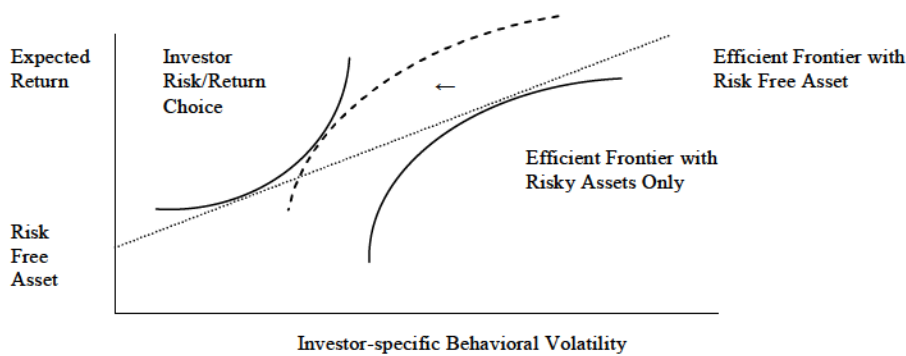 Expected
Return
Investor
Risk/Return
Choice
←
Efficient Frontier with
Risk Free Asset
Efficient Frontier with
Risky Assets Only
Risk
Free
Asset
Investor-specific Behavioral Volatility